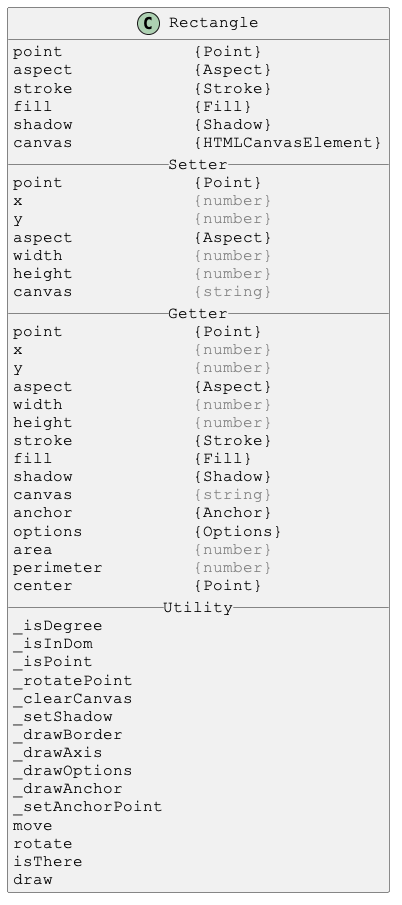 C Rectangle
point {Point}
aspect {Aspect}
stroke {Stroke}
fill {Fill}
shadow {Shadow}
canvas {HTMLCanvasElement}
Setter
point {Point}
x {number}
y {number}
aspect {Aspect}
width {number}
height {number}
canvas {string}
Getter
point {Point}
x {number}
y {number}
aspect {Aspect}
width {number}
height {number}
stroke {Stroke}
fill {Fill}
shadow {Shadow}
canvas {string}
anchor {Anchor}
options {Options}
area {number}
perimeter {number}
center {Point}
Utility
_isDegree
_isInDom
_isPoint
_rotatePoint
_clearCanvas
_setShadow
_drawBorder
_drawAxis
_drawOptions
_drawAnchor
_setAnchorPoint
move
rotate
isThere
draw